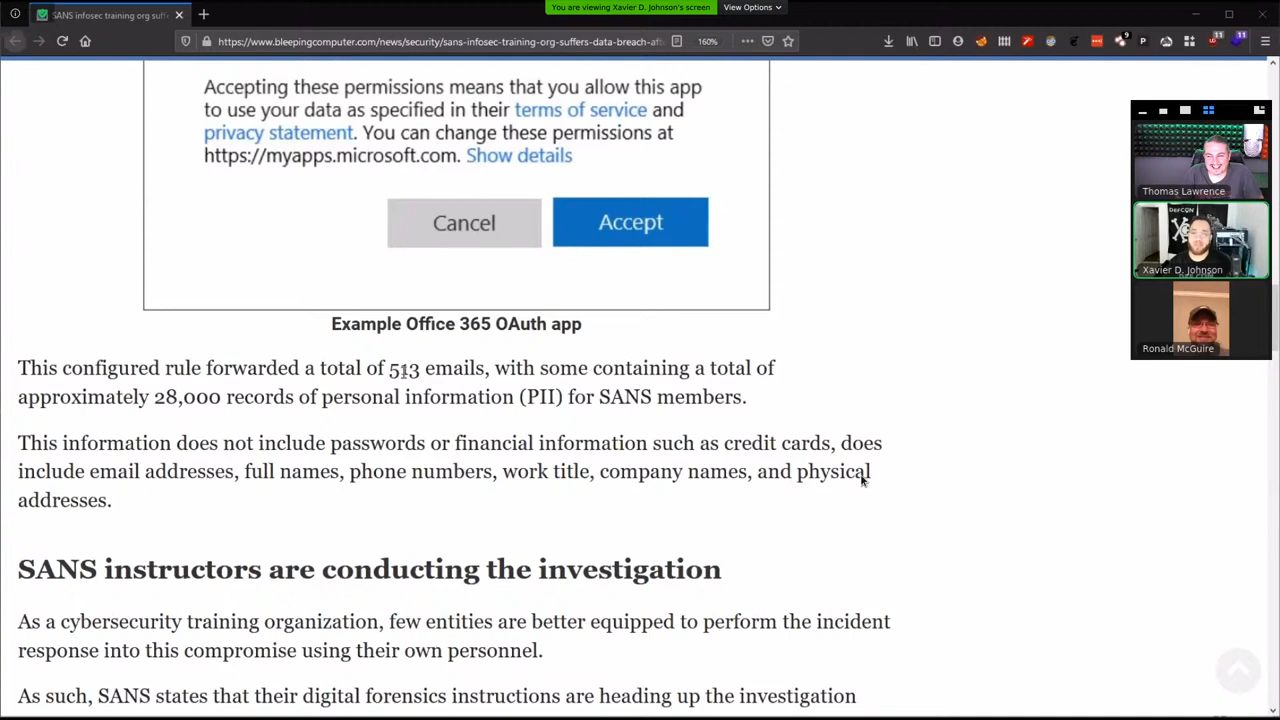 SANS infosec training org suff
You are viewing Xavier D. Johnson's screen
View Options
https://www.bleepingcomputer.com/news/security/sans-infosec-training-org-suffers-data-breach-aft
160%
9
P
11
11
Accepting these permissions means that you allow this app
to use your data as specified in their terms of service and
privacy statement. You can change these permissions at
https://myapps.microsoft.com. Show details
Cancel
Accept
Example Office 365 OAuth app
This configured rule forwarded a total of 513 emails, with some containing a total of
approximately 28,000 records of personal information (PII) for SANS members.
This information does not include passwords or financial information such as credit cards, does
include email addresses, full names, phone numbers, work title, company names, and physical
addresses.
SANS instructors are conducting the investigation
As a cybersecurity training organization, few entities are better equipped to perform the incident
response into this compromise using their own personnel.
As such, SANS states that their digital forensics instructions are heading up the investigation
Thomas Lawrence
DEFCON
Xavier D. Johnson
Ronald McGuire